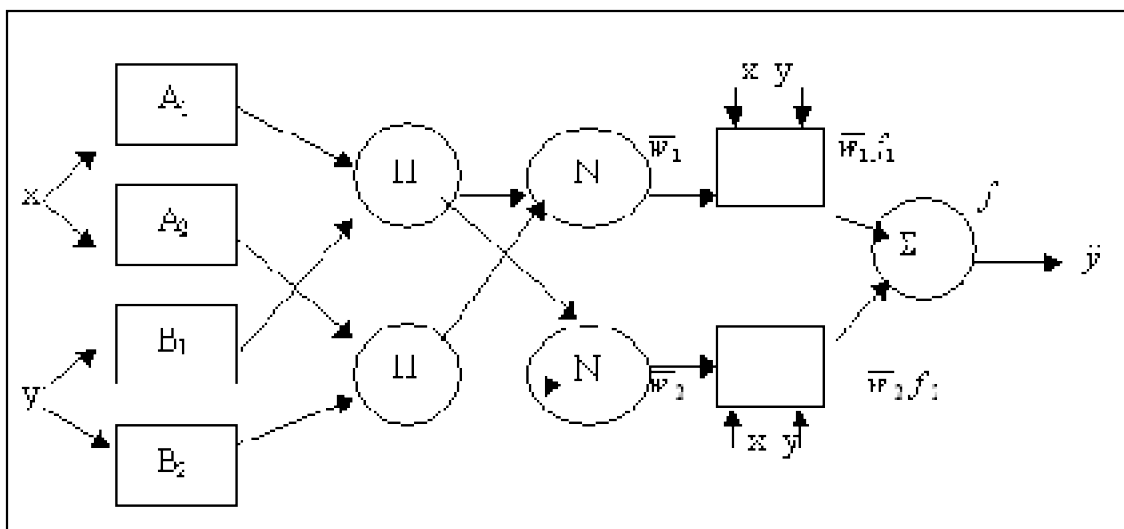 x y
A₁
w̅₁
w̅₁f₁
Π
N
x
A₂
f
Σ
ÿ
B₁
Π
N
w̅₂
w̅₂f₂
y
x y
B₂